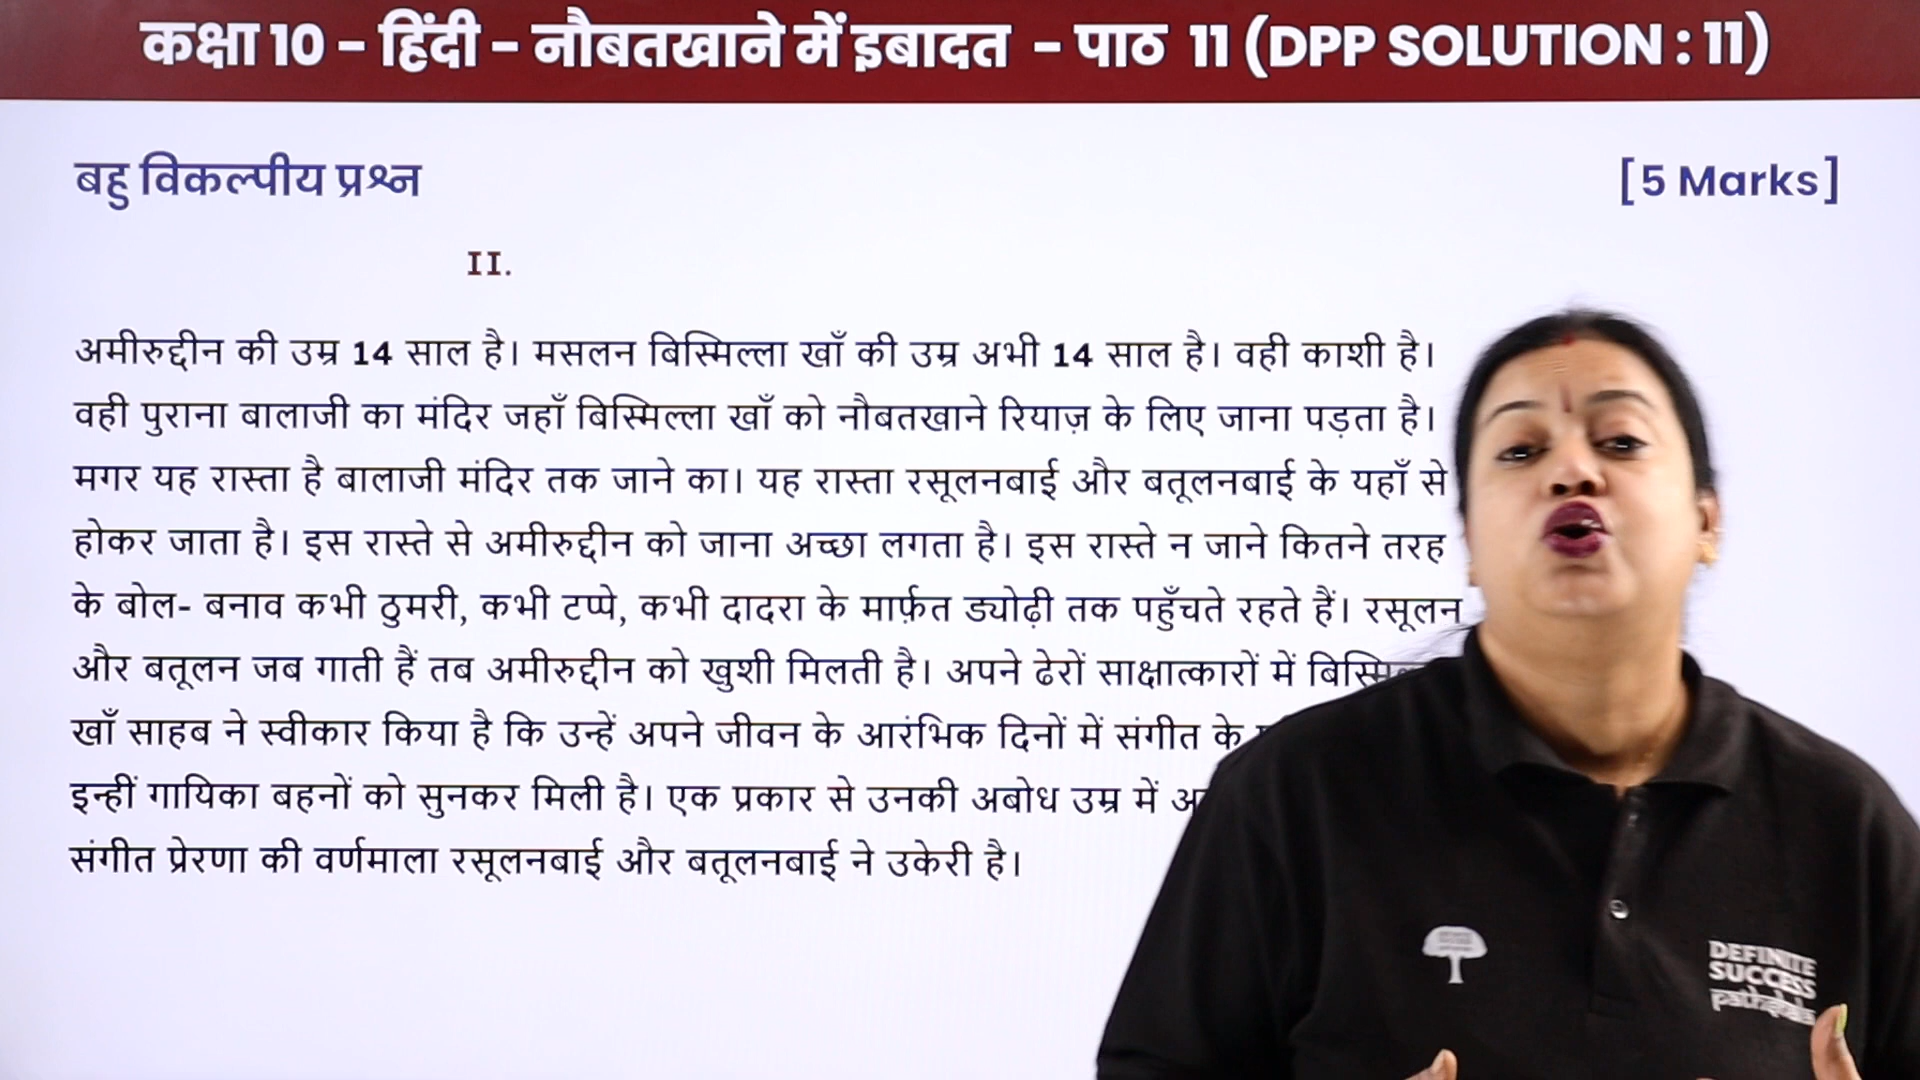 कक्षा 10 – हिंदी – नौबतखाने में इबादत – पाठ 11 (DPP SOLUTION : 11)
बहु विकल्पीय प्रश्न [5 Marks]
II.
अमीरुद्दीन की उम्र 14 साल है। मसलन बिस्मिल्ला खाँ की उम्र अभी 14 साल है। वही काशी है।
वही पुराना बालाजी का मंदिर जहाँ बिस्मिल्ला खाँ को नौबतखाने रियाज़ के लिए जाना पड़ता है।
मगर यह रास्ता है बालाजी मंदिर तक जाने का। यह रास्ता रसूलनबाई और बतूलनबाई के यहाँ से
होकर जाता है। इस रास्ते से अमीरुद्दीन को जाना अच्छा लगता है। इस रास्ते न जाने कितने तरह
के बोल- बनाव कभी ठुमरी, कभी टप्पे, कभी दादरा के मार्फ़त ड्योढ़ी तक पहुँचते रहते हैं। रसूलन
और बतूलन जब गाती हैं तब अमीरुद्दीन को खुशी मिलती है। अपने ढेरों साक्षात्कारों में
खाँ साहब ने स्वीकार किया है कि उन्हें अपने जीवन के आरंभिक दिनों में संगीत के
इन्हीं गायिका बहनों को सुनकर मिली है। एक प्रकार से उनकी अबोध उम्र में
संगीत प्रेरणा की वर्णमाला रसूलनबाई और बतूलनबाई ने उकेरी है।
DEFINITE
SUCCESS